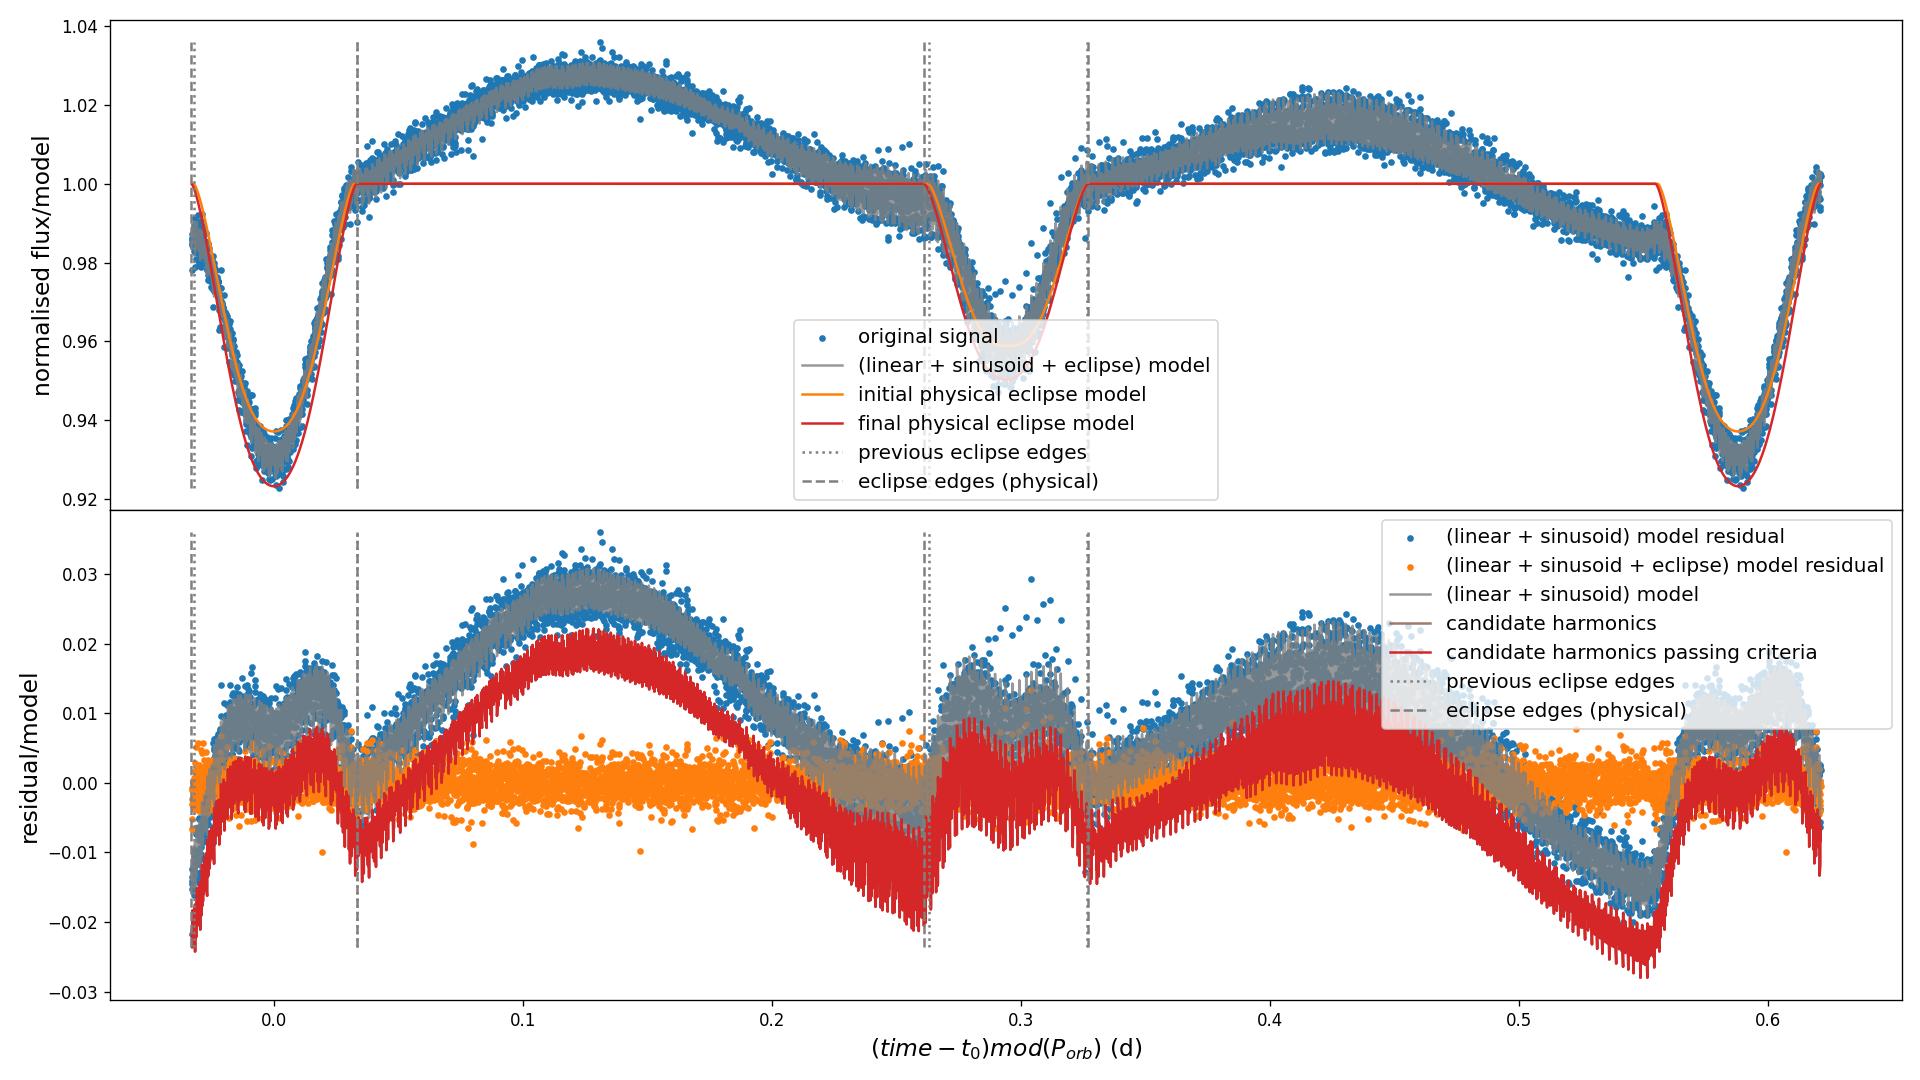 1.04
1.02
1.00
0.98
0.96
0.94
0.92
normalised flux/model
original signal
(linear + sinusoid + eclipse) model
initial physical eclipse model
final physical eclipse model
previous eclipse edges
eclipse edges (physical)
0.03
0.02
0.01
0.00
−0.01
−0.02
−0.03
residual/model
(linear + sinusoid) model residual
(linear + sinusoid + eclipse) model residual
(linear + sinusoid) model
candidate harmonics
candidate harmonics passing criteria
previous eclipse edges
eclipse edges (physical)
0.0 0.1 0.2 0.3 0.4 0.5 0.6
(time − t₀)mod(P_{orb}) (d)